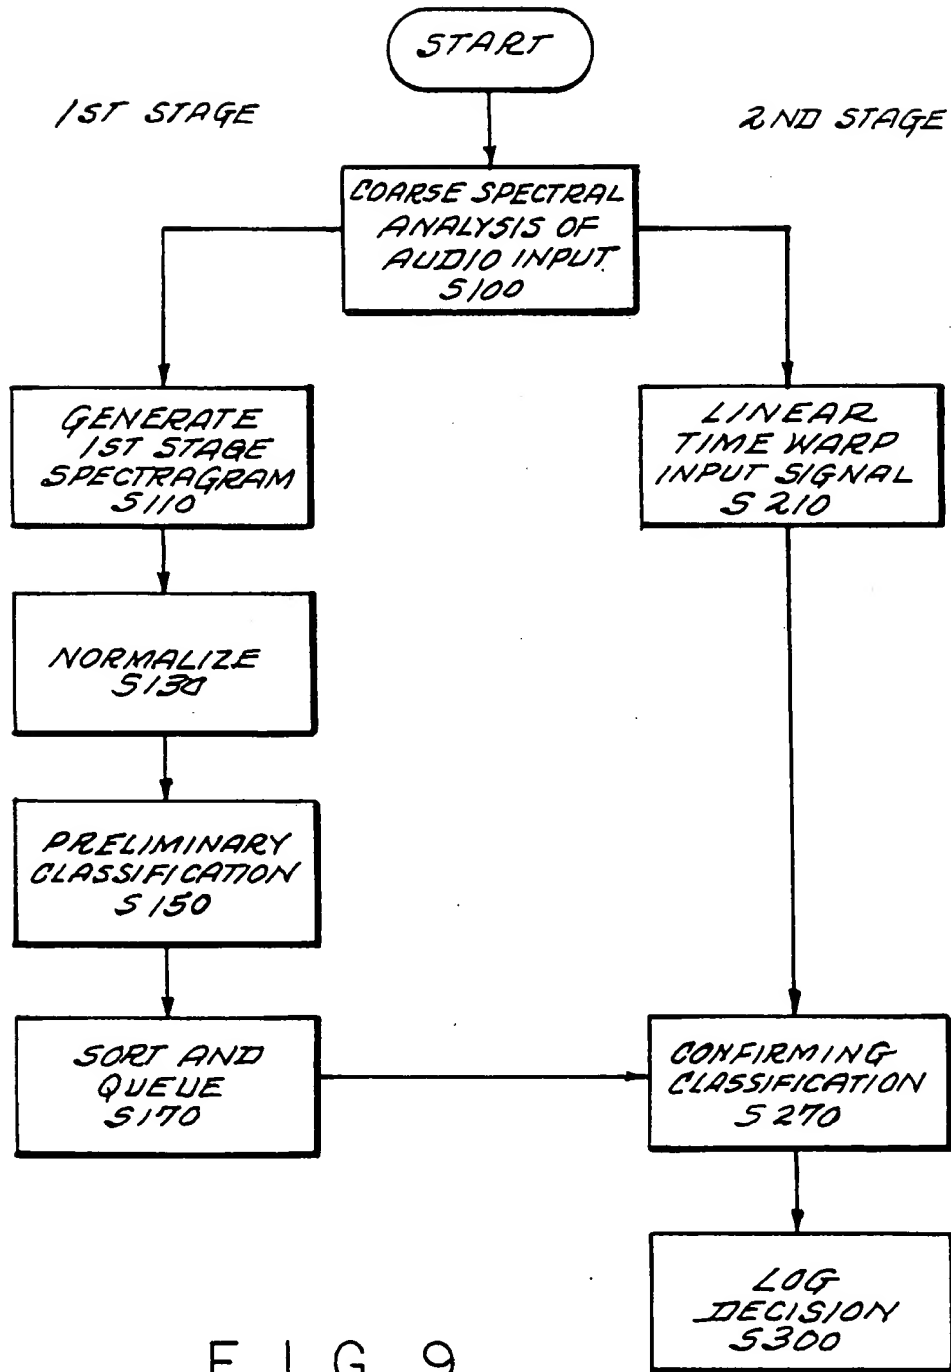 START
1ST STAGE
2ND STAGE
COARSE SPECTRAL
ANALYSIS OF
AUDIO INPUT
S100
GENERATE
1ST STAGE
SPECTRAGRAM
S110
LINEAR
TIME WARP
INPUT SIGNAL
S 210
NORMALIZE
S130
PRELIMINARY
CLASSIFICATION
S 150
SORT AND
QUEUE
S170
CONFIRMING
CLASSIFICATION
S 270
LOG
DECISION
S300
FIG. 9